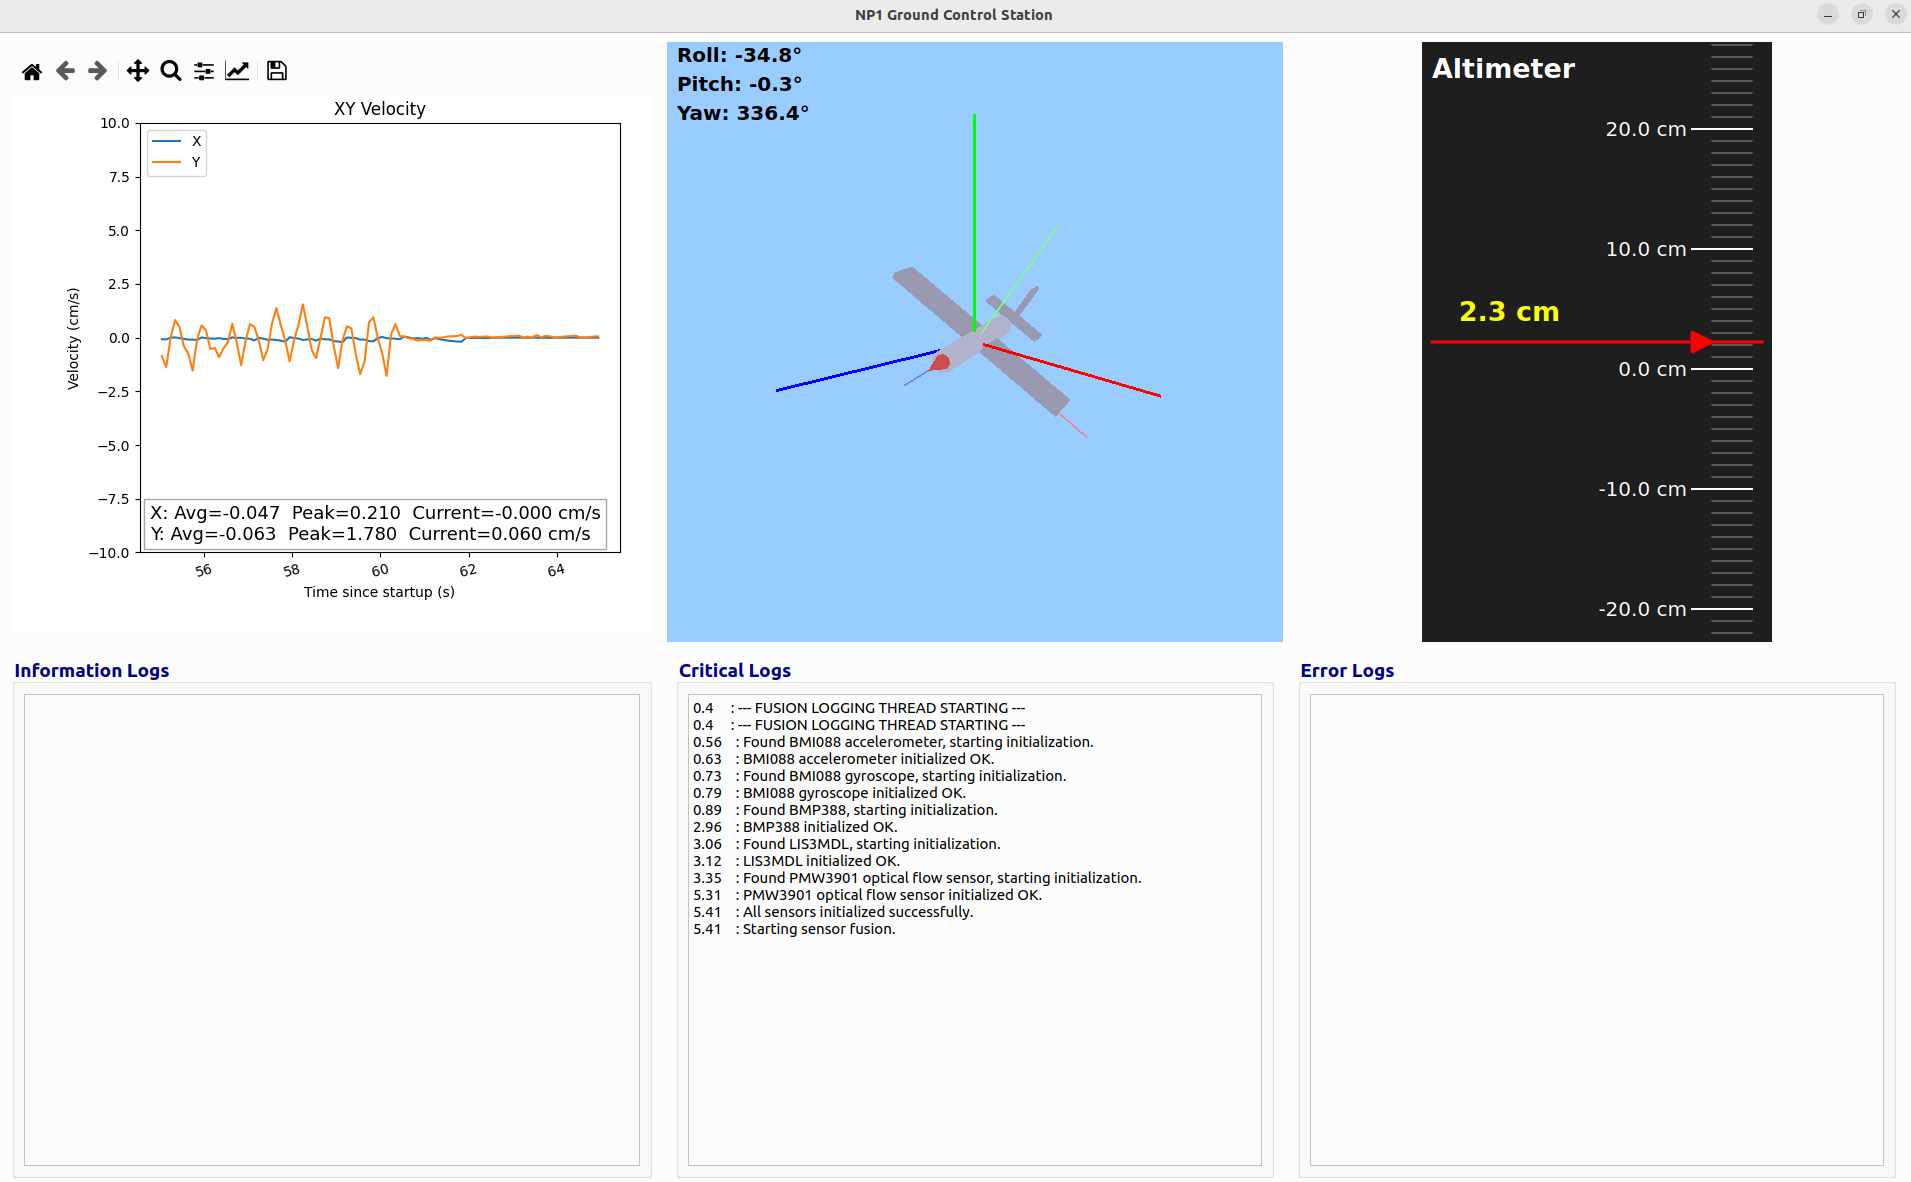 NP1 Ground Control Station
XY Velocity
10.0
7.5
5.0
2.5
0.0
−2.5
−5.0
−7.5
−10.0
Velocity (cm/s)
X
Y
X: Avg=-0.047 Peak=0.210 Current=-0.000 cm/s
Y: Avg=-0.063 Peak=1.780 Current=0.060 cm/s
56 58 60 62 64
Time since startup (s)
Roll: -34.8°
Pitch: -0.3°
Yaw: 336.4°
Altimeter
20.0 cm
10.0 cm
2.3 cm
0.0 cm
-10.0 cm
-20.0 cm
Information Logs
Critical Logs
0.4 : --- FUSION LOGGING THREAD STARTING ---
0.4 : --- FUSION LOGGING THREAD STARTING ---
0.56 : Found BMI088 accelerometer, starting initialization.
0.63 : BMI088 accelerometer initialized OK.
0.73 : Found BMI088 gyroscope, starting initialization.
0.79 : BMI088 gyroscope initialized OK.
0.89 : Found BMP388, starting initialization.
2.96 : BMP388 initialized OK.
3.06 : Found LIS3MDL, starting initialization.
3.12 : LIS3MDL initialized OK.
3.35 : Found PMW3901 optical flow sensor, starting initialization.
5.31 : PMW3901 optical flow sensor initialized OK.
5.41 : All sensors initialized successfully.
5.41 : Starting sensor fusion.
Error Logs